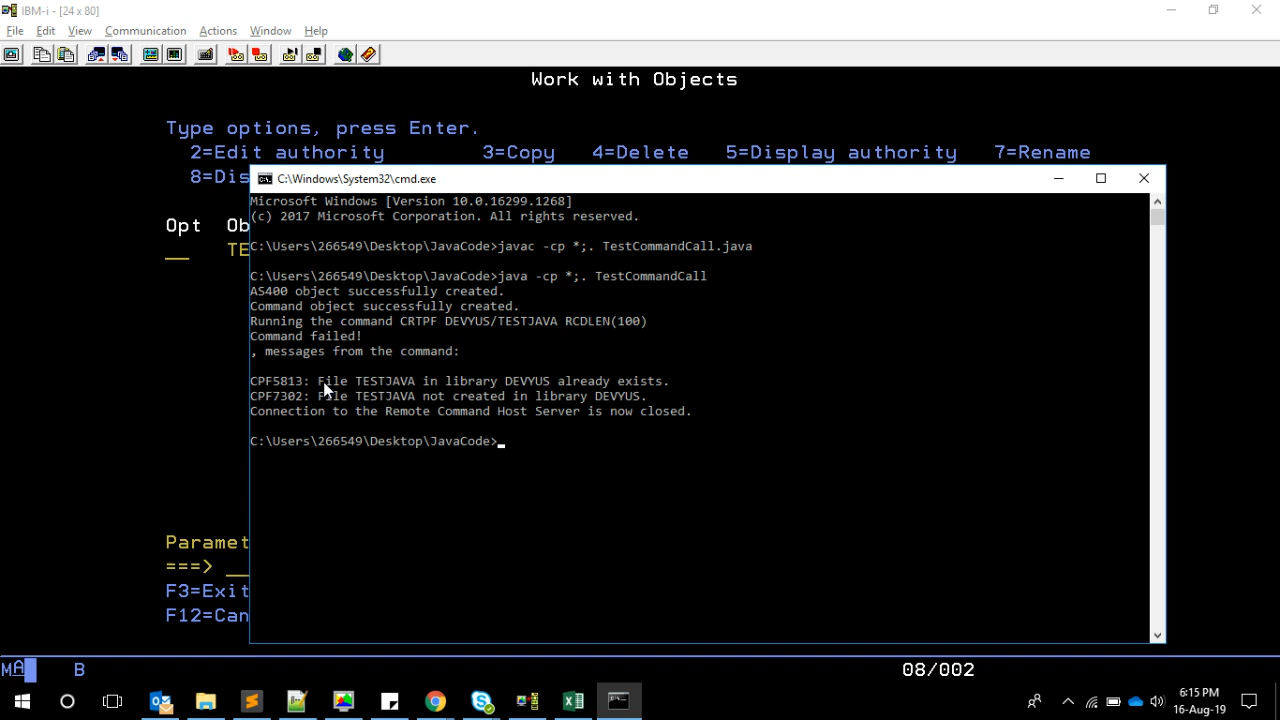 IBM-i - [24 x 80]
File Edit View Communication Actions Window Help
Work with Objects
Type options, press Enter.
2=Edit authority 3=Copy 4=Delete 5=Display authority 7=Rename
8=Dis
C:\Windows\System32\cmd.exe
Microsoft Windows [Version 10.0.16299.1268]
(c) 2017 Microsoft Corporation. All rights reserved.
Opt Ob
TE
C:\Users\266549\Desktop\JavaCode>javac -cp *;. TestCommandCall.java
C:\Users\266549\Desktop\JavaCode>java -cp *;. TestCommandCall
AS400 object successfully created.
Command object successfully created.
Running the command CRTPF DEVYUS/TESTJAVA RCDLEN(100)
Command failed!
, messages from the command:
CPF5813: File TESTJAVA in library DEVYUS already exists.
CPF7302: File TESTJAVA not created in library DEVYUS.
Connection to the Remote Command Host Server is now closed.
C:\Users\266549\Desktop\JavaCode>
Paramet
===>
F3=Exit
F12=Can
MA B 08/002
6:15 PM
16-Aug-19